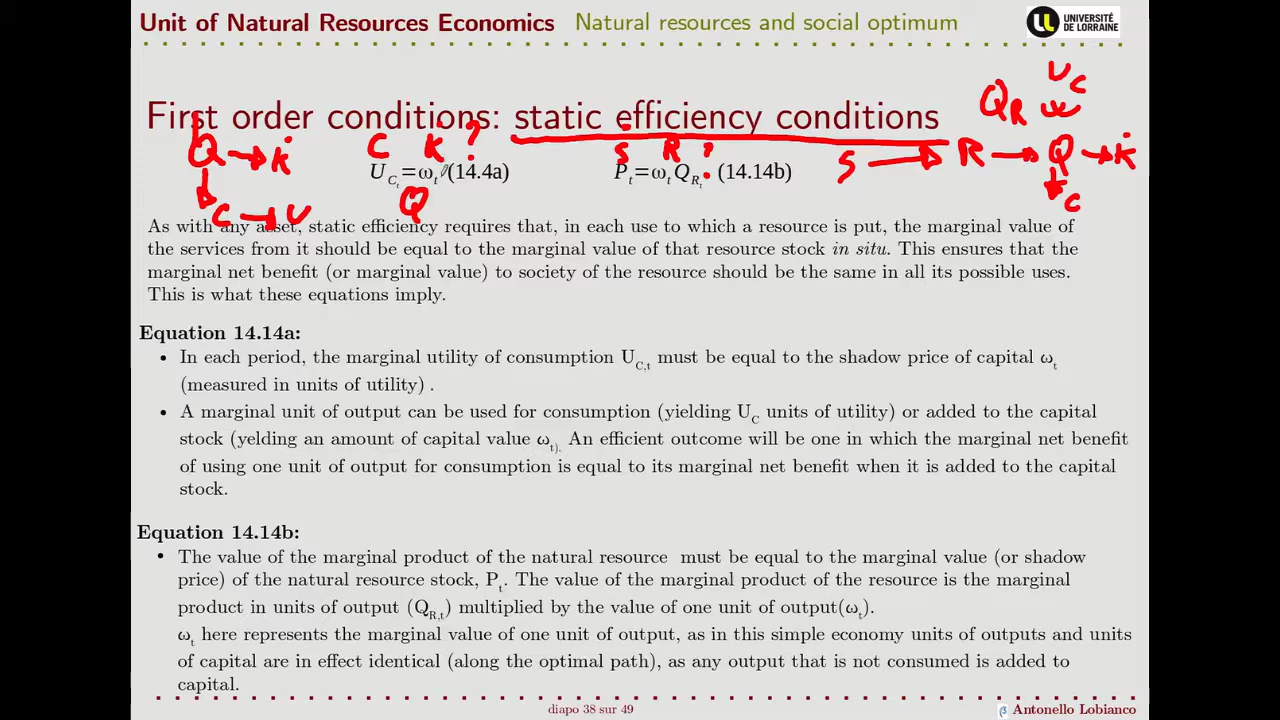 Unit of Natural Resources Economics Natural resources and social optimum
UNIVERSITÉ
DE LORRAINE
U C
Q R ω
First order conditions: static efficiency conditions
Q → K̇ C K̇ ? Ṡ R ? S → R → Q → K̇
U_{C_t}=ω_t (14.4a) P_t=ω_t Q_{R_t} (14.14b)
C → U Q C
As with any asset, static efficiency requires that, in each use to which a resource is put, the marginal value of
the services from it should be equal to the marginal value of that resource stock in situ. This ensures that the
marginal net benefit (or marginal value) to society of the resource should be the same in all its possible uses.
This is what these equations imply.
Equation 14.14a:
• In each period, the marginal utility of consumption U_{C,t} must be equal to the shadow price of capital ω_t
(measured in units of utility) .
• A marginal unit of output can be used for consumption (yielding U_C units of utility) or added to the capital
stock (yelding an amount of capital value ω_{t).} An efficient outcome will be one in which the marginal net benefit
of using one unit of output for consumption is equal to its marginal net benefit when it is added to the capital
stock.
Equation 14.14b:
• The value of the marginal product of the natural resource must be equal to the marginal value (or shadow
price) of the natural resource stock, P_t. The value of the marginal product of the resource is the marginal
product in units of output (Q_{R,t}) multiplied by the value of one unit of output(ω_t).
ω_t here represents the marginal value of one unit of output, as in this simple economy units of outputs and units
of capital are in effect identical (along the optimal path), as any output that is not consumed is added to
capital.
diapo 38 sur 49
β Antonello Lobianco